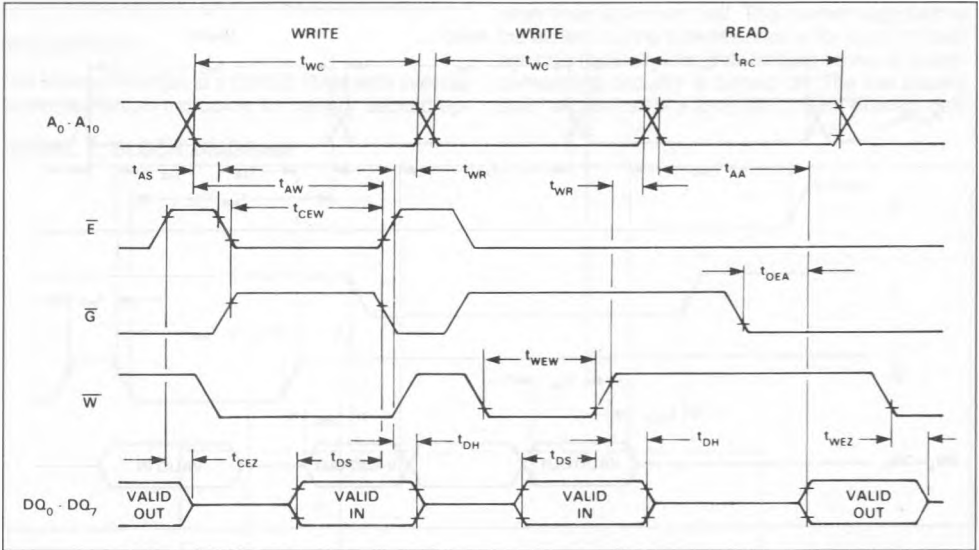 WRITE WRITE READ
tWC tWC tRC
A0 - A10
tAS tWR tAW tWR tAA
tCEW
E
tOEA
G
tWEW
W
tDH tDH tWEZ
tCEZ tDS tDS
DQ0 - DQ7 VALID OUT VALID IN VALID IN VALID OUT